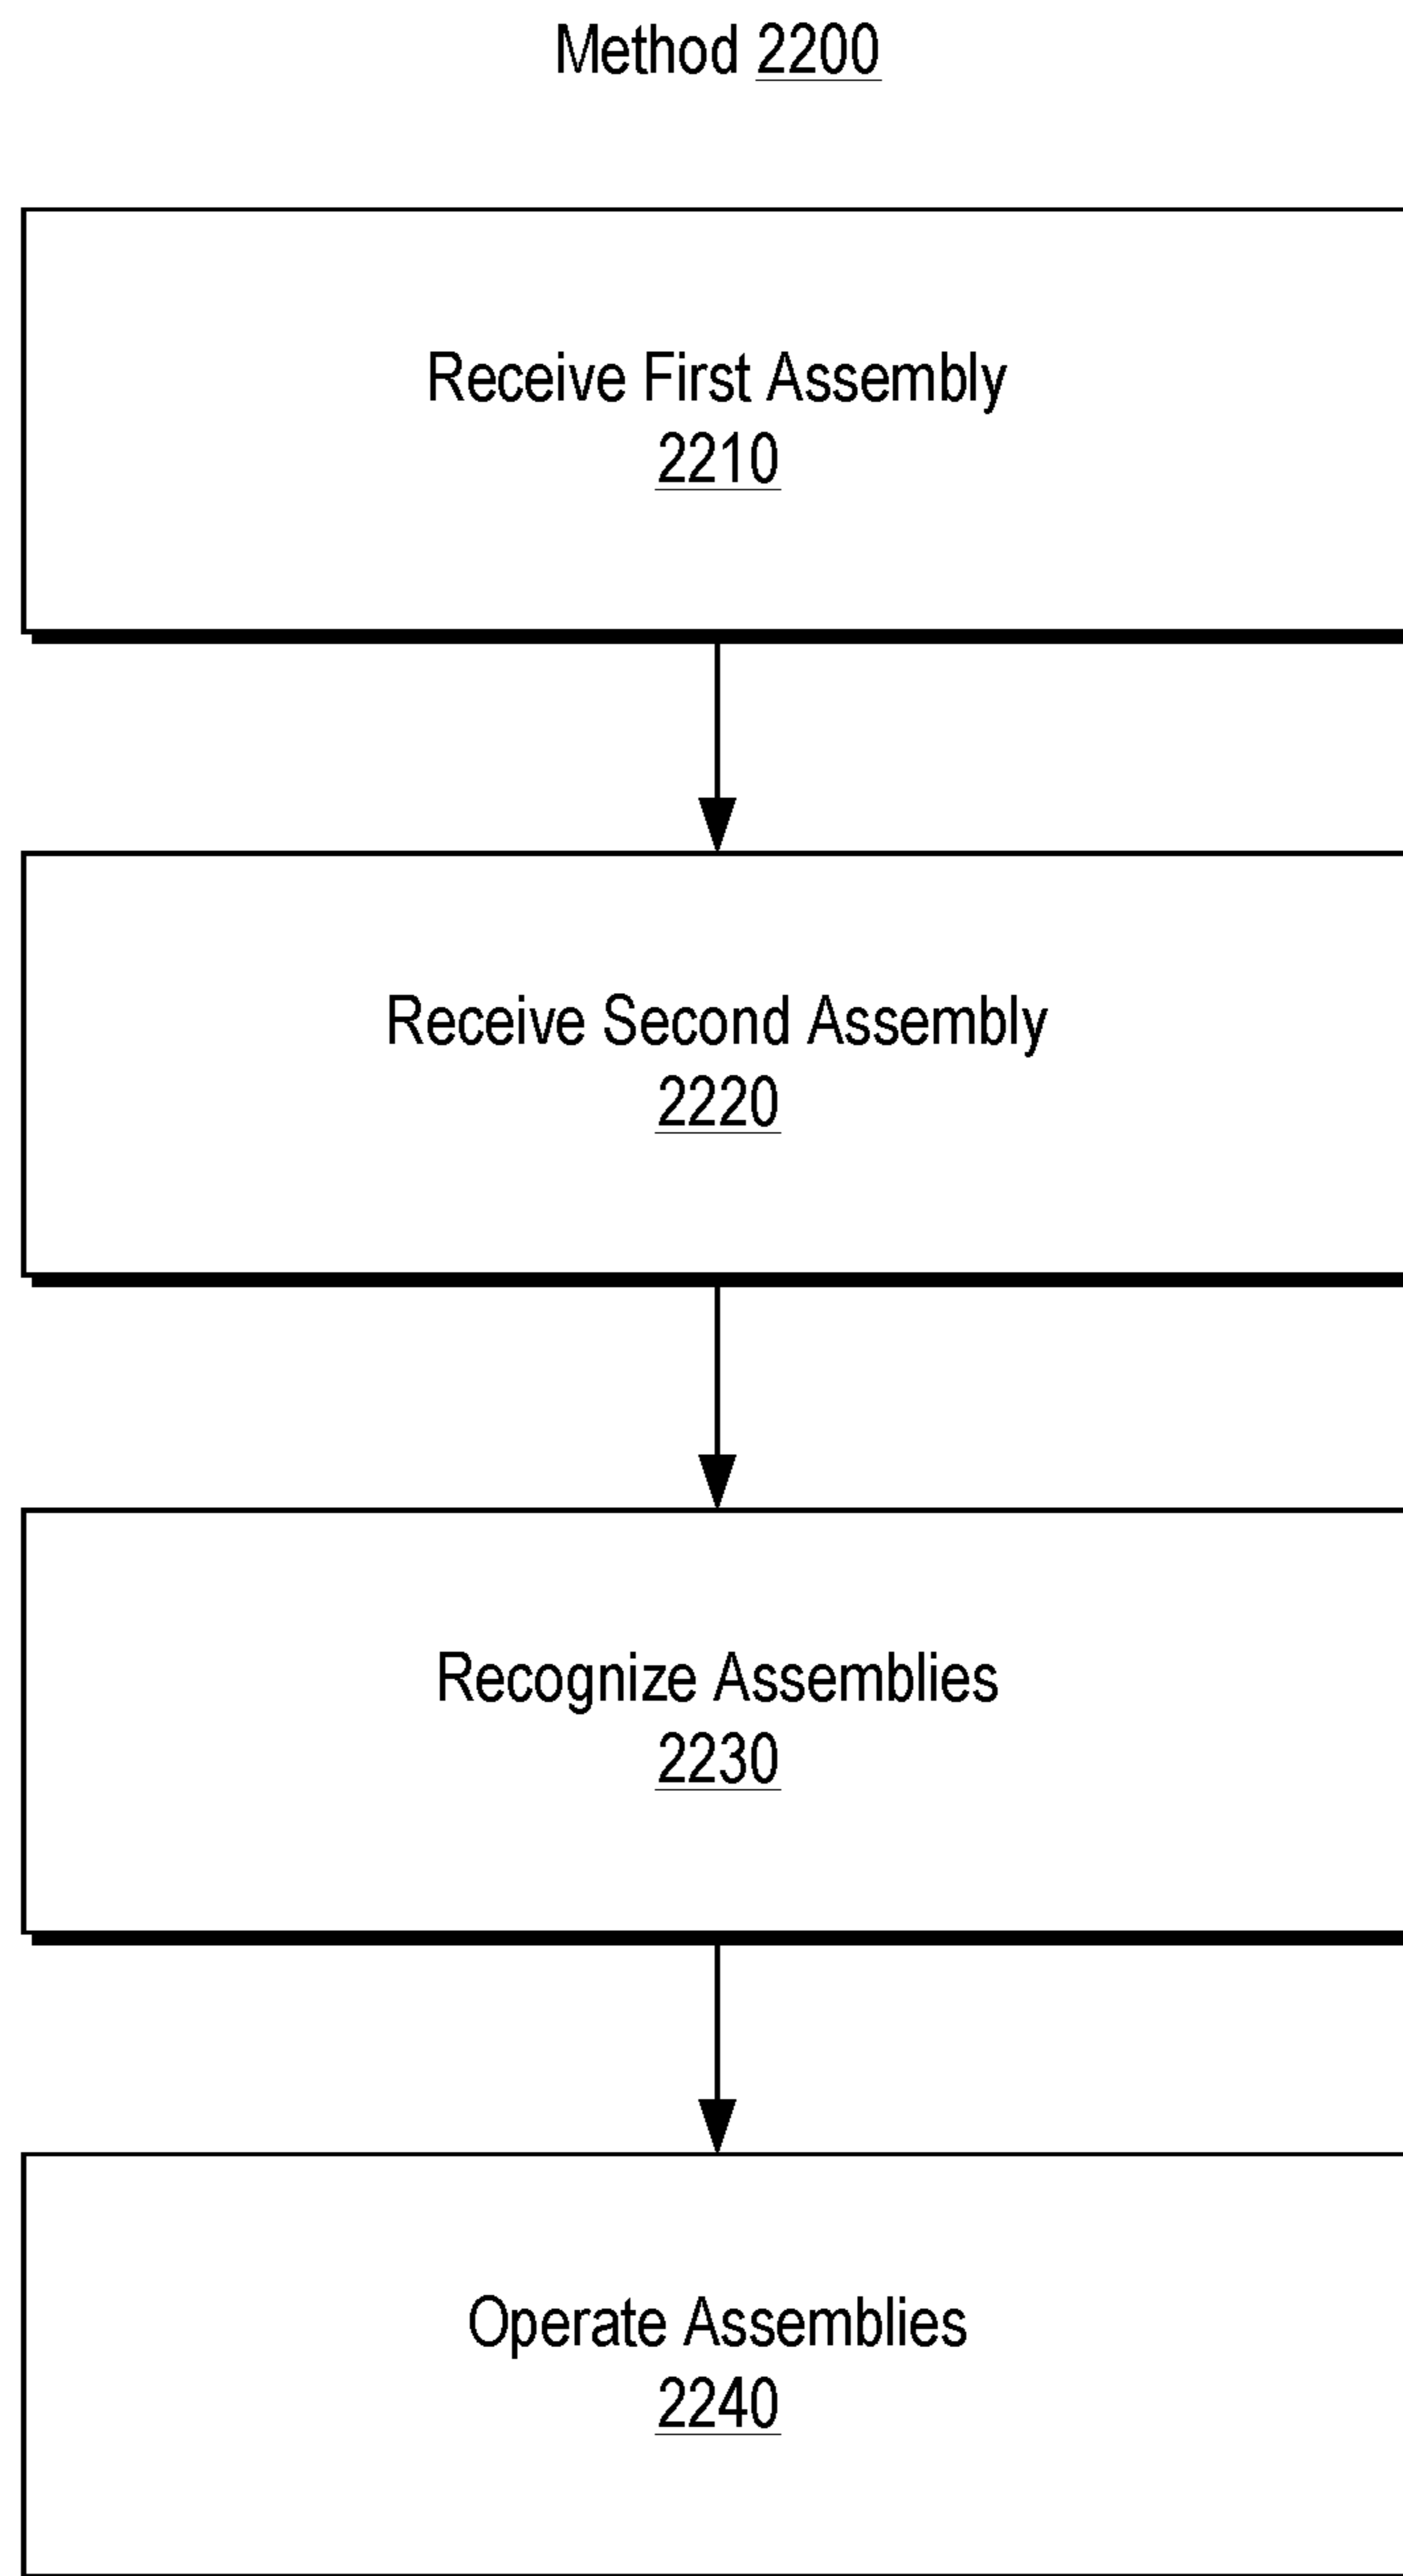 Method 2200
Receive First Assembly
2210
Receive Second Assembly
2220
Recognize Assemblies
2230
Operate Assemblies
2240